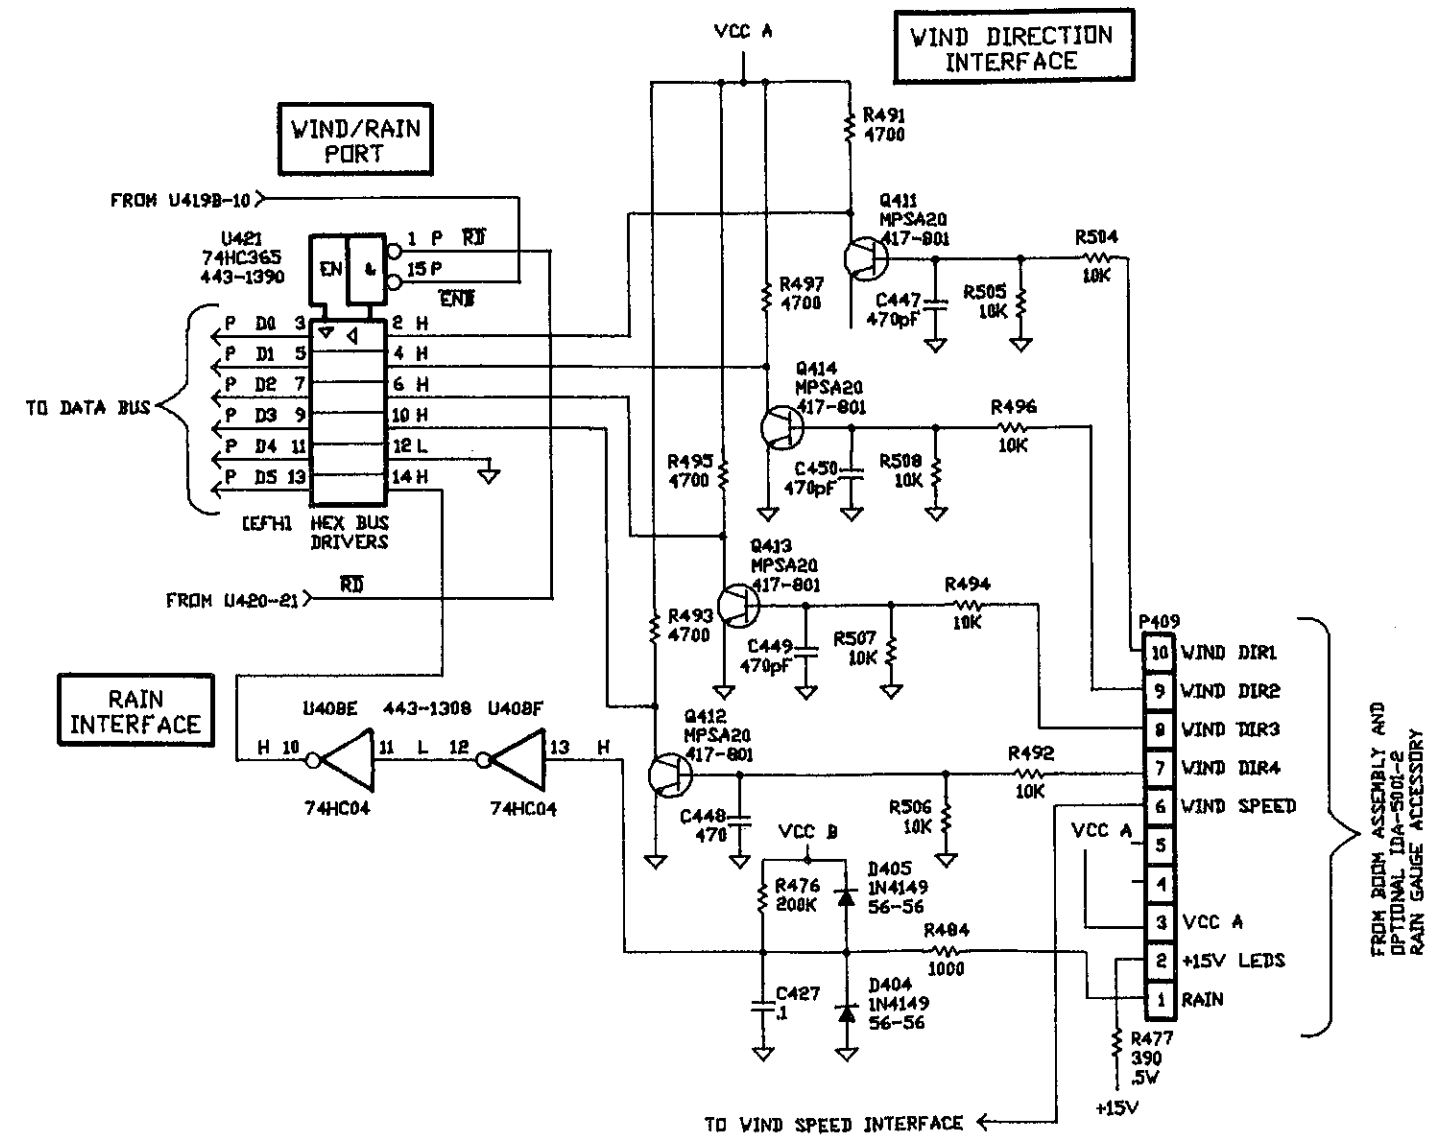 VCC A
WIND DIRECTION
INTERFACE
WIND/RAIN
PORT
R491
4700
FROM U419B-10
Q411
MPSA20
417-801
U421
74HC365
443-1390
1 P RD
EN &
15 P
ENB
R504
10K
R497
4700
C447
470pF
R505
10K
P D0 3 2 H
P D1 5 4 H
P D2 7 6 H
P D3 9 10 H
P D4 11 12 L
P D5 13 14 H
TO DATA BUS
Q414
MPSA20
417-801
R496
10K
R495
4700
C450
470pF
R508
10K
[EFH] HEX BUS
DRIVERS
Q413
MPSA20
417-801
RD
FROM U420-21
R494
10K
R493
4700
C449
470pF
R507
10K
P409
10 WIND DIR1
9 WIND DIR2
8 WIND DIR3
7 WIND DIR4
6 WIND SPEED
5
4
3 VCC A
2 +15V LEDS
1 RAIN
VCC A
RAIN
INTERFACE
U408E 443-1308 U408F
H 10 11 L 12 13 H
74HC04 74HC04
Q412
MPSA20
417-801
R492
10K
C448
470
R506
10K
VCC B
R476
200K
D405
1N4149
56-56
R484
1000
C427
.1
D404
1N4149
56-56
R477
390
.5W
+15V
TO WIND SPEED INTERFACE
FROM BOOM ASSEMBLY AND
OPTIONAL IDA-5001-2
RAIN GAUGE ACCESSORY